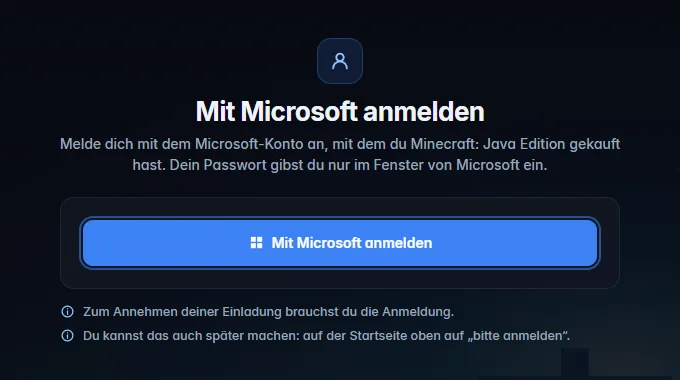 Mit Microsoft anmelden
Melde dich mit dem Microsoft-Konto an, mit dem du Minecraft: Java Edition gekauft
hast. Dein Passwort gibst du nur im Fenster von Microsoft ein.
Mit Microsoft anmelden
Zum Annehmen deiner Einladung brauchst du die Anmeldung.
Du kannst das auch später machen: auf der Startseite oben auf „bitte anmelden“.